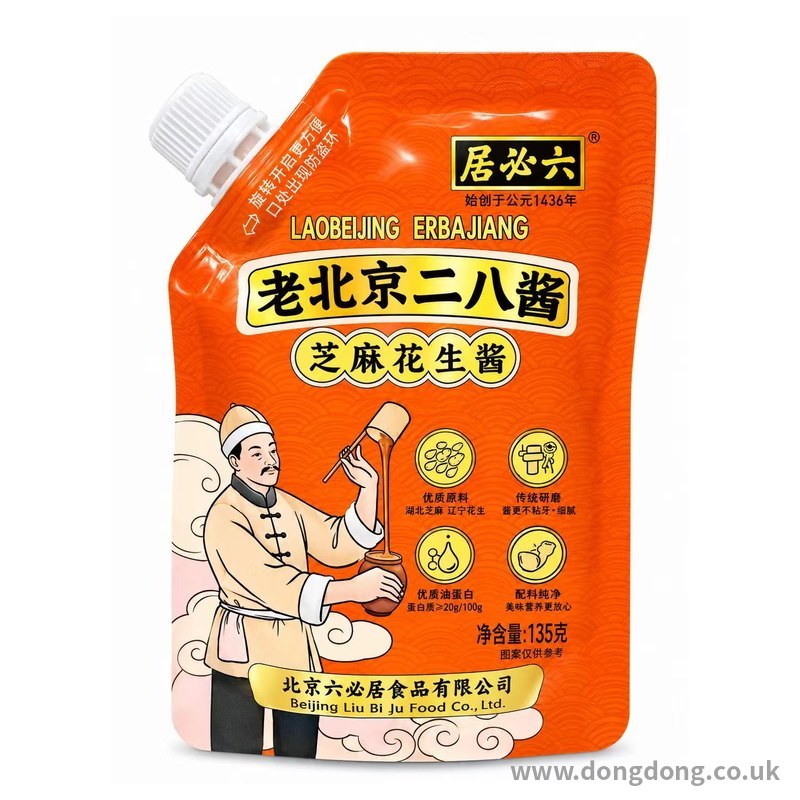 旋转开启更方便
口处出现防盗环
居必六
®
始创于公元1436年
LAOBEIJING ERBAJIANG
老北京二八酱
芝麻花生酱
优质原料
湖北芝麻 辽宁花生
传统研磨
酱更不粘牙·细腻
优质油蛋白
蛋白质≥20g/100g
配料纯净
美味营养更放心
净含量:135克
图案仅供参考
北京六必居食品有限公司
Beijing Liu Bi Ju Food Co., Ltd.
www.dongdong.co.uk